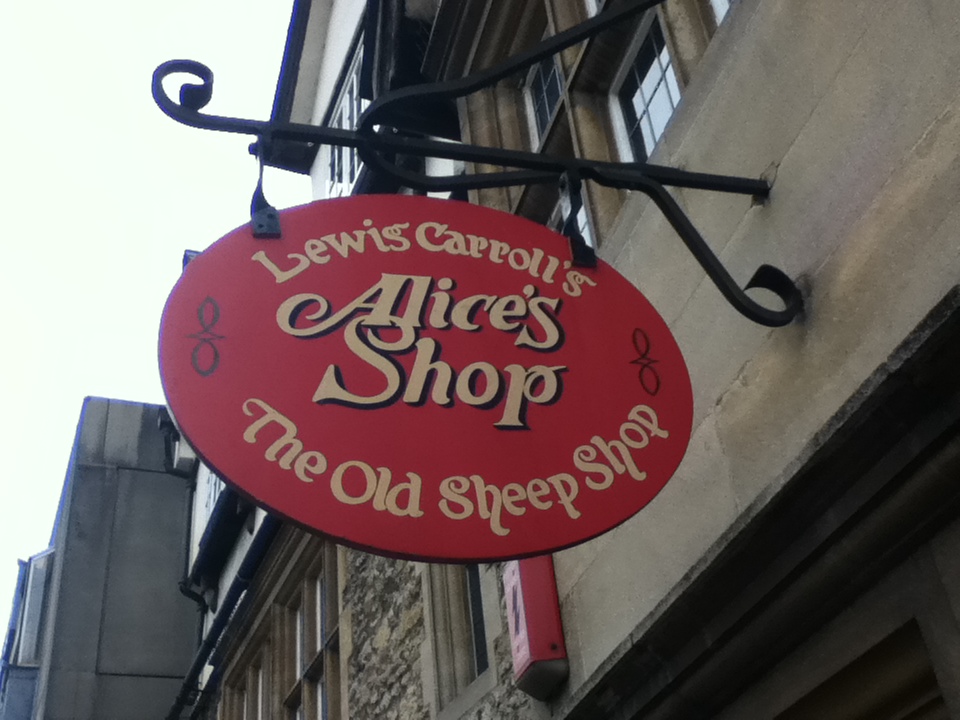 Lewis Carroll's
Alice's
Shop
The Old Sheep Shop